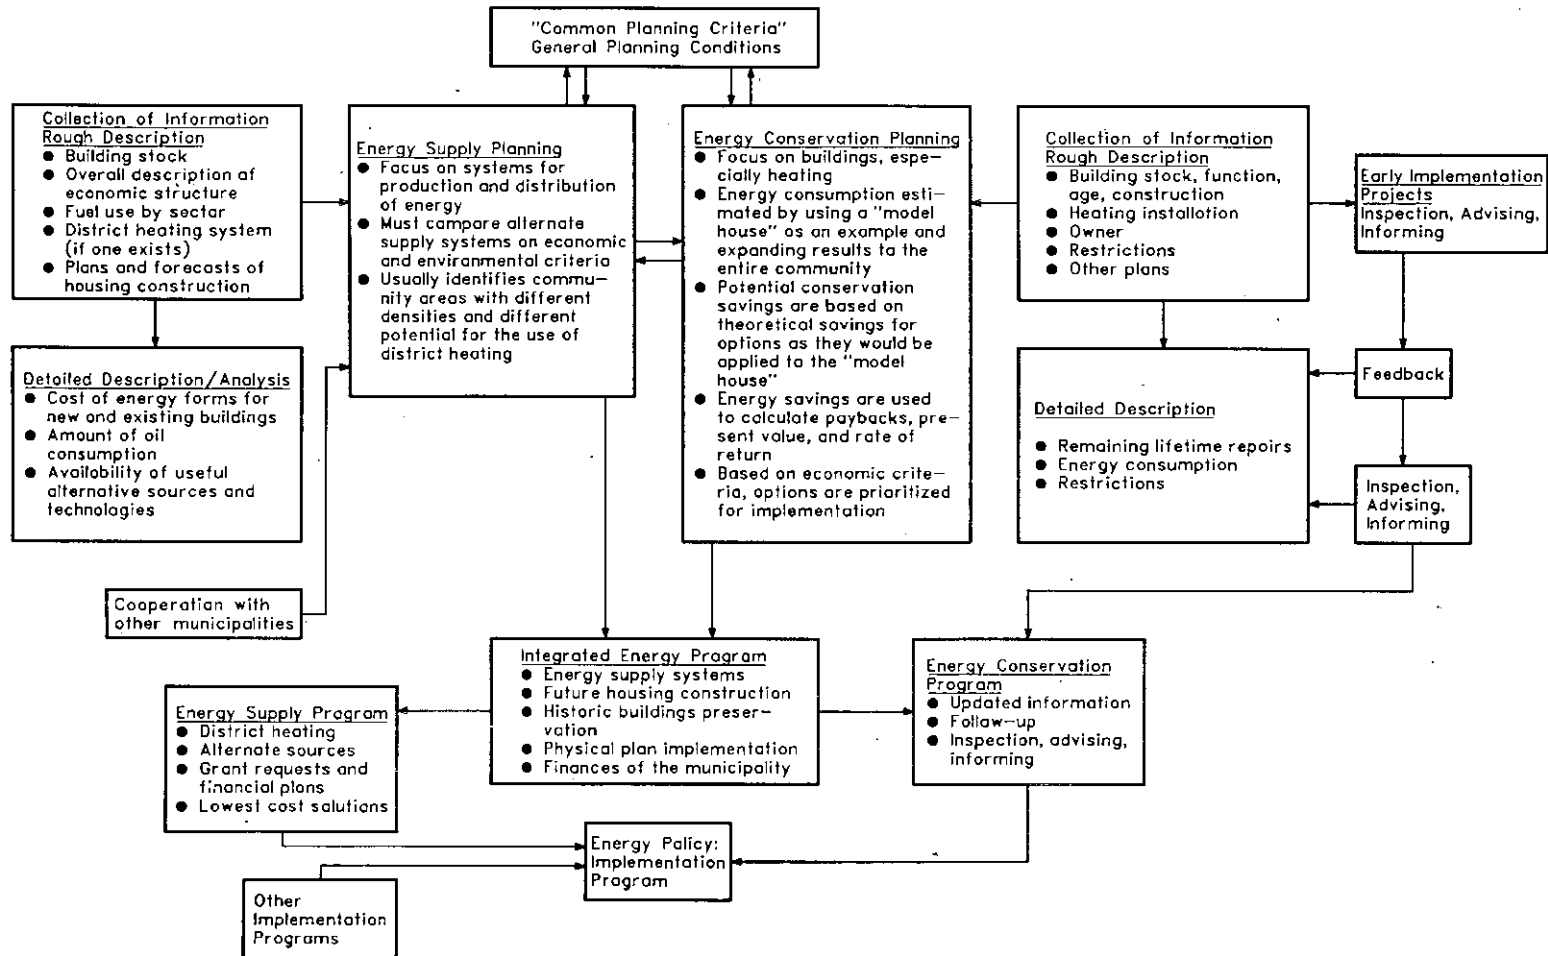 "Common Planning Criteria"
General Planning Conditions
Collection of Information
Rough Description
● Building stock
● Overall description of
economic structure
● Fuel use by sector
● District heating system
(if one exists)
● Plans and forecasts of
housing construction
Energy Supply Planning
● Focus on systems for
production and distribution
of energy
● Must compare alternate
supply systems on economic
and environmental criteria
● Usually identifies commu-
nity areas with different
densities and different
potential for the use of
district heating
Energy Conservation Planning
● Focus on buildings, espe-
cially heating
● Energy consumption esti-
mated by using a "model
house" as an example and
expanding results to the
entire community
● Potential conservation
savings are based on
theoretical savings for
options as they would be
applied to the "model
house"
● Energy savings are used
to calculate paybacks, pre-
sent value, and rate of
return
● Based on economic crite-
ria, options are prioritized
for implementation
Collection of Information
Rough Description
● Building stock, function,
age, construction
● Heating installation
● Owner
● Restrictions
● Other plans
Early Implementation
Projects
Inspection, Advising,
Informing
Detailed Description/Analysis
● Cost of energy forms for
new and existing buildings
● Amount of oil
consumption
● Availability of useful
alternative sources and
technologies
Detailed Description
● Remaining lifetime repairs
● Energy consumption
● Restrictions
Feedback
Inspection,
Advising,
Informing
Cooperation with
other municipalities
Integrated Energy Program
● Energy supply systems
● Future housing construction
● Historic buildings preser-
vation
● Physical plan implementation
● Finances of the municipality
Energy Conservation
Program
● Updated information
● Follow-up
● Inspection, advising,
informing
Energy Supply Program
● District heating
● Alternate sources
● Grant requests and
financial plans
● Lowest cost solutions
Energy Policy:
Implementation
Program
Other
Implementation
Programs